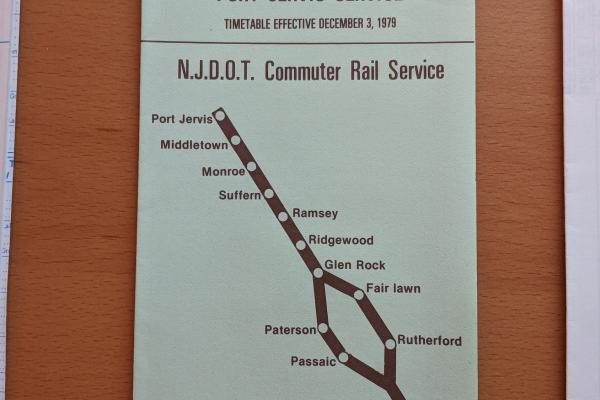 TIMETABLE EFFECTIVE DECEMBER 3, 1979
N.J.D.O.T. Commuter Rail Service
Port Jervis
Middletown
Monroe
Suffern
Ramsey
Ridgewood
Glen Rock
Fair lawn
Paterson
Rutherford
Passaic